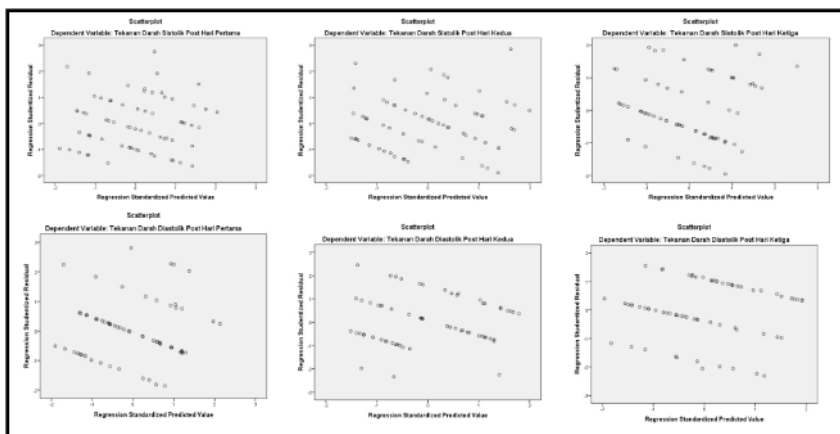 Scatterplot
Dependent Variable: Tekanan Darah Sistolik Post Hari Pertama
Regression Studentized Residual
Regression Standardized Predicted Value
Scatterplot
Dependent Variable: Tekanan Darah Sistolik Post Hari Kedua
Regression Studentized Residual
Regression Standardized Predicted Value
Scatterplot
Dependent Variable: Tekanan Darah Sistolik Post Hari Ketiga
Regression Studentized Residual
Regression Standardized Predicted Value
Scatterplot
Dependent Variable: Tekanan Darah Diastolik Post Hari Pertama
Regression Studentized Residual
Regression Standardized Predicted Value
Scatterplot
Dependent Variable: Tekanan Darah Diastolik Post Hari Kedua
Regression Studentized Residual
Regression Standardized Predicted Value
Scatterplot
Dependent Variable: Tekanan Darah Diastolik Post Hari Ketiga
Regression Studentized Residual
Regression Standardized Predicted Value